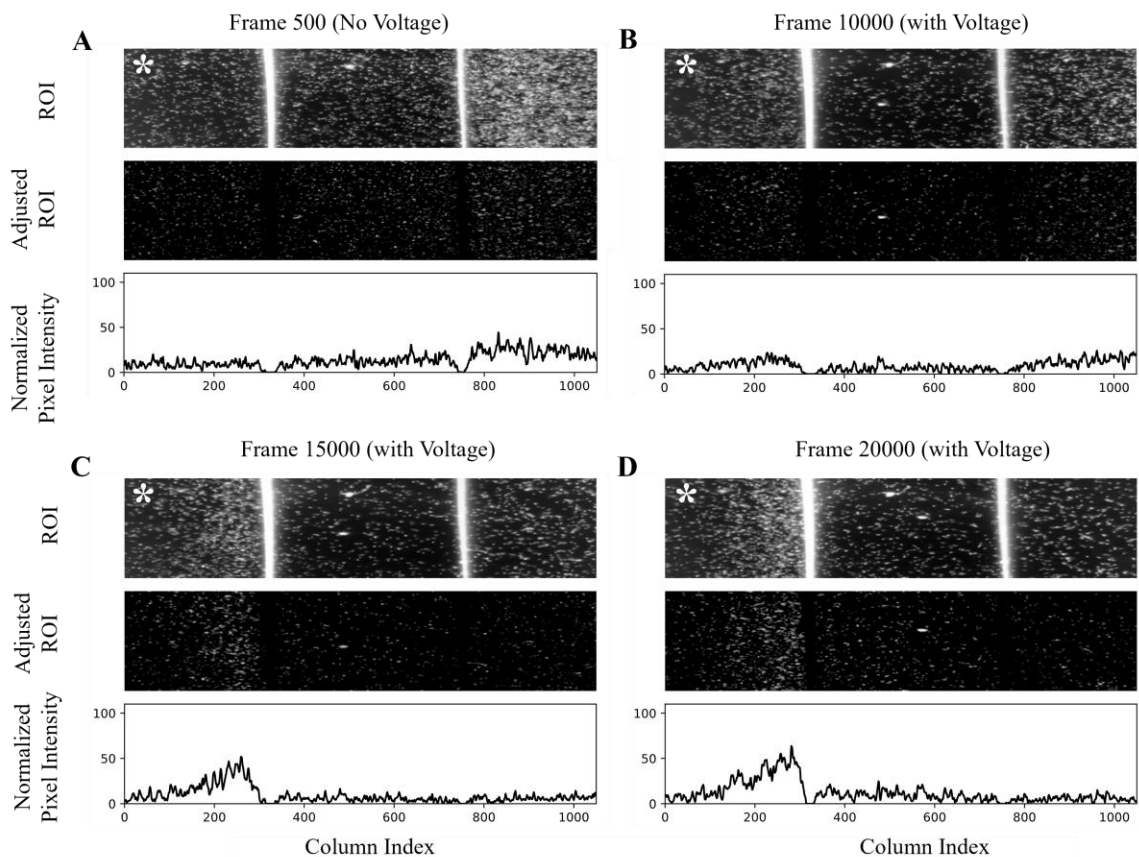 A
Frame 500 (No Voltage)
*
ROI
Adjusted
ROI
Normalized
Pixel Intensity
100
50
0
0 200 400 600 800 1000
B
Frame 10000 (with Voltage)
*
100
50
0
0 200 400 600 800 1000
C
Frame 15000 (with Voltage)
*
ROI
Adjusted
ROI
Normalized
Pixel Intensity
100
50
0
0 200 400 600 800 1000
D
Frame 20000 (with Voltage)
*
100
50
0
0 200 400 600 800 1000
Column Index
Column Index